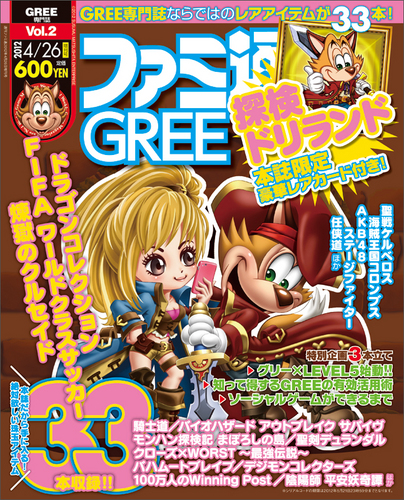 GREE専門誌ならではのレアアイテムが33本!
GREE
専門誌
Vol.2
2012 4/26
600YEN
ファミ通
GREE
探検
ドリランド
本誌限定
豪華レアカード付き!
ドラゴンコレクション
FIFA ワールドクラスサッカー
煉獄のクルセイド
盗戦ケルベロス
海賊王国コロンブス
AKB48ステージファイター
任侠道 ほか
特別企画3本立て
グリー×LEVEL5始動!!
知って得するGREEの有効活用術
ソーシャルゲームができるまで
33
本収録!!
騎士道/バイオハザード アウトブレイク サバイヴ
モンハン探検記 まぼろしの島/聖剣デュランダル
クローズ×WORST ～最強伝説～
バハムートブレイブ/デジモンコレクターズ
100万人のWinning Post/陰陽師 平安妖奇譚 ほか